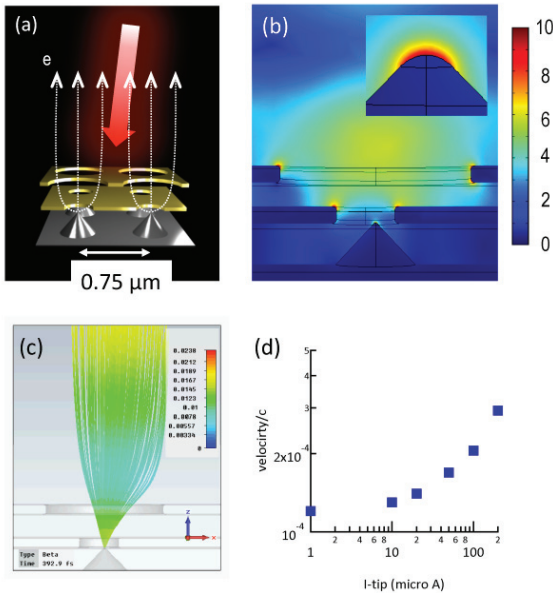 (a)
e
0.75 µm
(b)
10
8
6
4
2
0
(c)
0.0230
0.0212
0.0189
0.0167
0.0145
0.0123
0.01
0.0078
0.00557
0.00334
0
z
x
Type Beta
Time 392.9 fs
(d)
velocirty/c
5
4
3
2x10⁻⁴
10⁻⁴
1 2 4 6 8 10 2 4 6 8 100 2
I-tip (micro A)